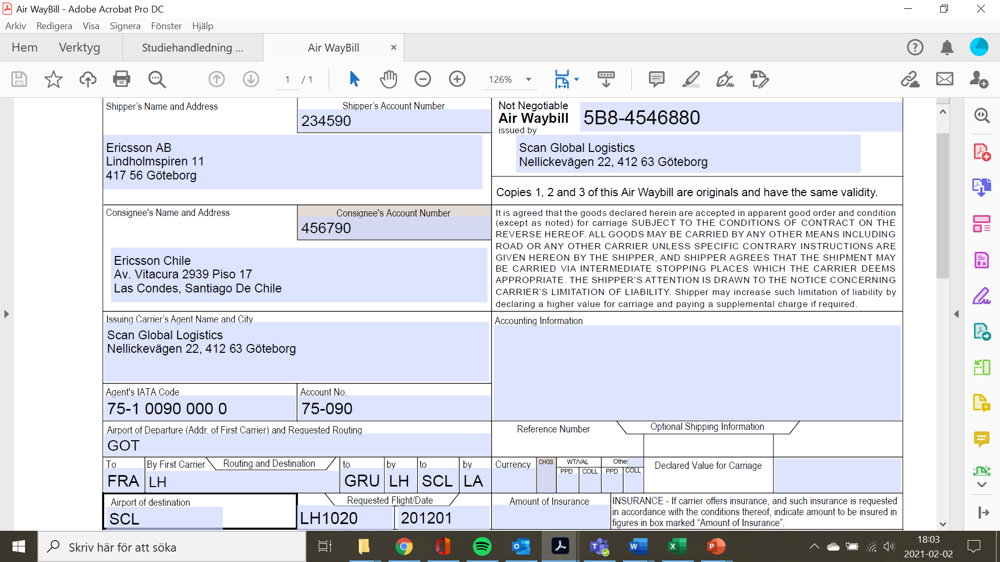 Air WayBill - Adobe Acrobat Pro DC
Arkiv Redigera Visa Signera Fönster Hjälp
Hem Verktyg Studiehandledning ... Air WayBill ×
1 / 1 126%
Shipper's Name and Address
Shipper's Account Number
234590
Ericsson AB
Lindholmspiren 11
417 56 Göteborg
Not Negotiable
Air Waybill
issued by
5B8-4546880
Scan Global Logistics
Nellickevägen 22, 412 63 Göteborg
Copies 1, 2 and 3 of this Air Waybill are originals and have the same validity.
Consignee's Name and Address
Consignee's Account Number
456790
Ericsson Chile
Av. Vitacura 2939 Piso 17
Las Condes, Santiago De Chile
It is agreed that the goods declared herein are accepted in apparent good order and condition
(except as noted) for carriage SUBJECT TO THE CONDITIONS OF CONTRACT ON THE
REVERSE HEREOF. ALL GOODS MAY BE CARRIED BY ANY OTHER MEANS INCLUDING
ROAD OR ANY OTHER CARRIER UNLESS SPECIFIC CONTRARY INSTRUCTIONS ARE
GIVEN HEREON BY THE SHIPPER, AND SHIPPER AGREES THAT THE SHIPMENT MAY
BE CARRIED VIA INTERMEDIATE STOPPING PLACES WHICH THE CARRIER DEEMS
APPROPRIATE. THE SHIPPER'S ATTENTION IS DRAWN TO THE NOTICE CONCERNING
CARRIER'S LIMITATION OF LIABILITY. Shipper may increase such limitation of liability by
declaring a higher value for carriage and paying a supplemental charge if required.
Issuing Carrier's Agent Name and City
Scan Global Logistics
Nellickevägen 22, 412 63 Göteborg
Accounting Information
Agent's IATA Code
75-1 0090 000 0
Account No.
75-090
Airport of Departure (Addr. of First Carrier) and Requested Routing
GOT
Reference Number
Optional Shipping Information
To By First Carrier Routing and Destination to by to by
FRA LH GRU LH SCL LA
Currency CHGS WT/VAL Other
PPD COLL PPD COLL
Declared Value for Carriage
Airport of destination
SCL
Requested Flight/Date
LH1020 201201
Amount of Insurance
INSURANCE - If carrier offers insurance, and such insurance is requested
in accordance with the conditions thereof, indicate amount to be insured in
figures in box marked “Amount of Insurance”.
Skriv här för att söka
18:03
2021-02-02